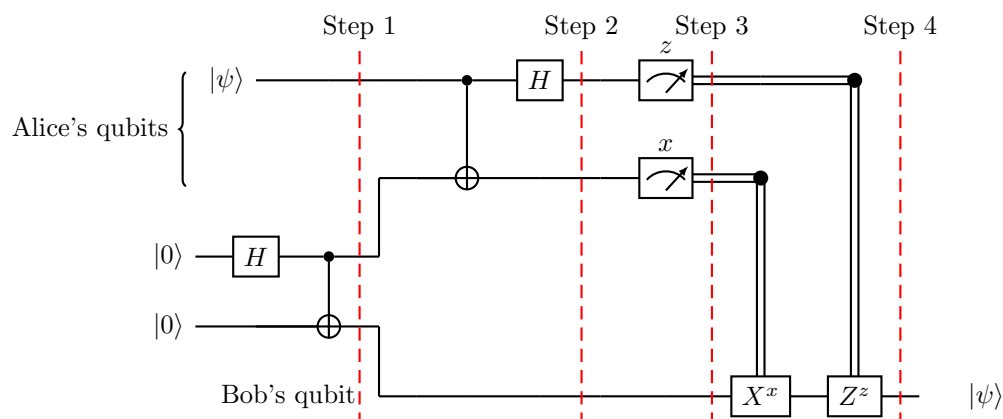 Step 1
Step 2
Step 3
Step 4
z
|ψ⟩
H
Alice's qubits
x
|0⟩
H
|0⟩
Bob's qubit
X^x
Z^z
|ψ⟩